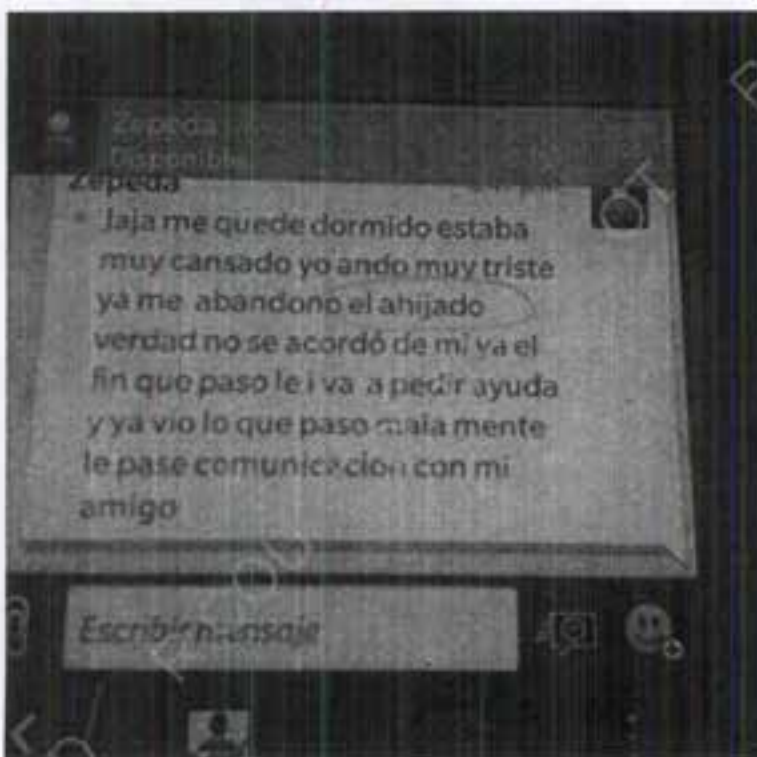 Zepeda
Disponible
Zepeda
Jaja me quede dormido estaba
muy cansado yo ando muy triste
ya me abandono el ahijado
verdad no se acordó de mi ya el
fin que paso le i va a pedir ayuda
y ya vio lo que paso mala mente
le pase comunicacion con mi
amigo
Escribir mensaje